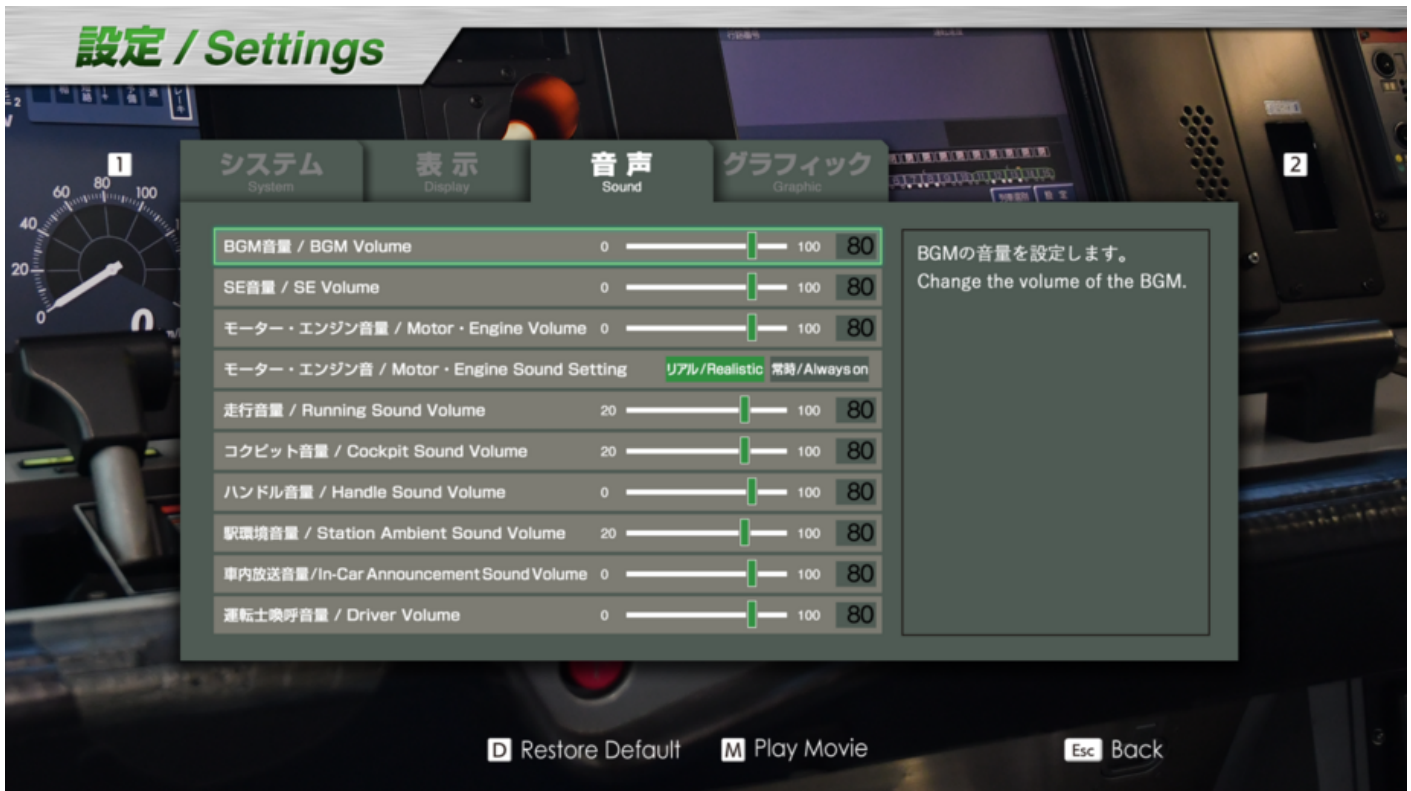 設定 / Settings
1
2
システム
System
表示
Display
音声
Sound
グラフィック
Graphic
BGM音量 / BGM Volume 0 100 80
SE音量 / SE Volume 0 100 80
モーター・エンジン音量 / Motor・Engine Volume 0 100 80
モーター・エンジン音 / Motor・Engine Sound Setting リアル/Realistic 常時/Always on
走行音量 / Running Sound Volume 20 100 80
コクピット音量 / Cockpit Sound Volume 20 100 80
ハンドル音量 / Handle Sound Volume 0 100 80
駅環境音量 / Station Ambient Sound Volume 20 100 80
車内放送音量/In-Car Announcement Sound Volume 0 100 80
運転士喚呼音量 / Driver Volume 0 100 80
BGMの音量を設定します。
Change the volume of the BGM.
0
20
40
60
80
100
0
D Restore Default
M Play Movie
Esc Back